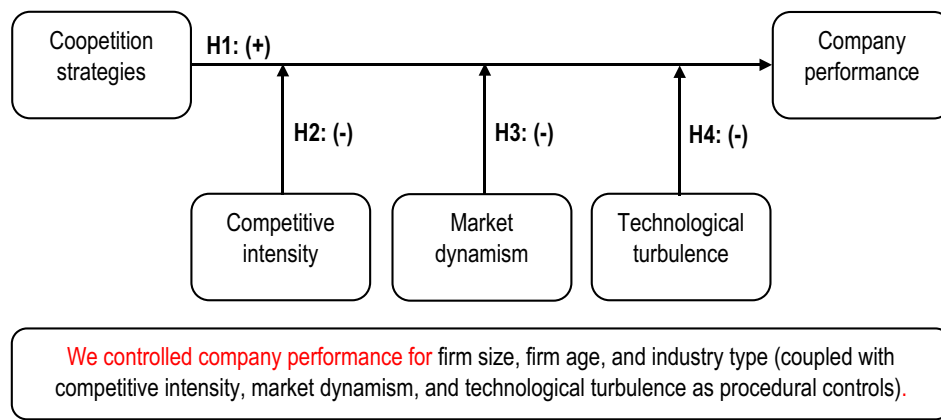 Coopetition
strategies
H1: (+)
Company
performance
H2: (-)
H3: (-)
H4: (-)
Competitive
intensity
Market
dynamism
Technological
turbulence
We controlled company performance for firm size, firm age, and industry type (coupled with
competitive intensity, market dynamism, and technological turbulence as procedural controls).